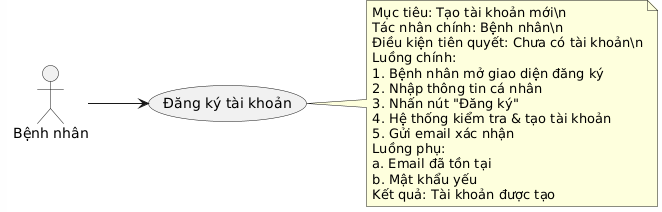 Mục tiêu: Tạo tài khoản mới\n
Tác nhân chính: Bệnh nhân\n
Điều kiện tiên quyết: Chưa có tài khoản\n
Luồng chính:
1. Bệnh nhân mở giao diện đăng ký
2. Nhập thông tin cá nhân
3. Nhấn nút "Đăng ký"
4. Hệ thống kiểm tra & tạo tài khoản
5. Gửi email xác nhận
Luồng phụ:
a. Email đã tồn tại
b. Mật khẩu yếu
Kết quả: Tài khoản được tạo
Đăng ký tài khoản
Bệnh nhân